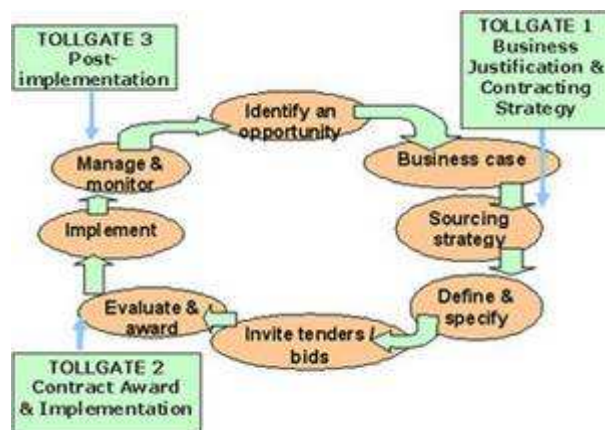 TOLLGATE 3
Post-
implementation
TOLLGATE 1
Business
Justification &
Contracting
Strategy
Identify an
opportunity
Business case
Sourcing
strategy
Define &
specify
Invite tenders /
bids
Evaluate &
award
Implement
Manage &
monitor
TOLLGATE 2
Contract Award
& Implementation